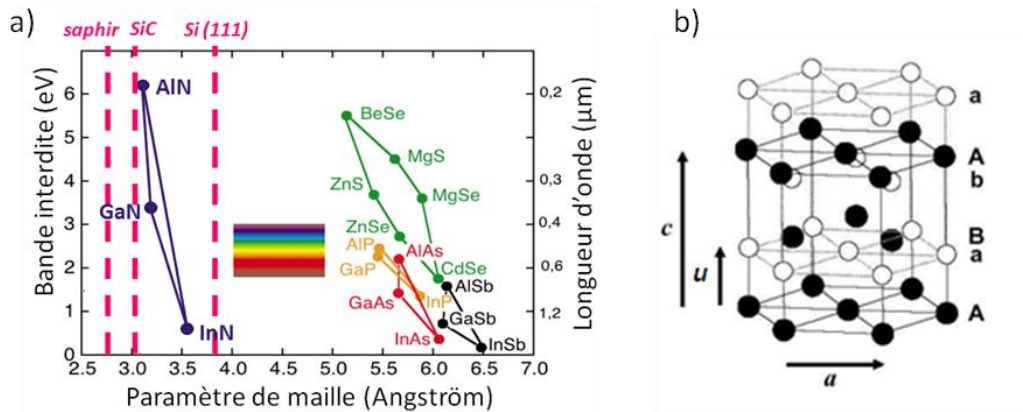 a)
saphir SiC Si (111)
Bande interdite (eV)
6
5
4
3
2
1
0
AlN
GaN
InN
BeSe
MgS
ZnS
MgSe
ZnSe
AlP
AlAs
GaP
CdSe
AlSb
GaAs
InP
GaSb
InAs
InSb
0,2
0,3
0,4
0,6
1,2
Longueur d'onde (µm)
2.5 3.0 3.5 4.0 4.5 5.0 5.5 6.0 6.5 7.0
Paramètre de maille (Angström)
b)
a
A
b
B
a
A
c
u
a